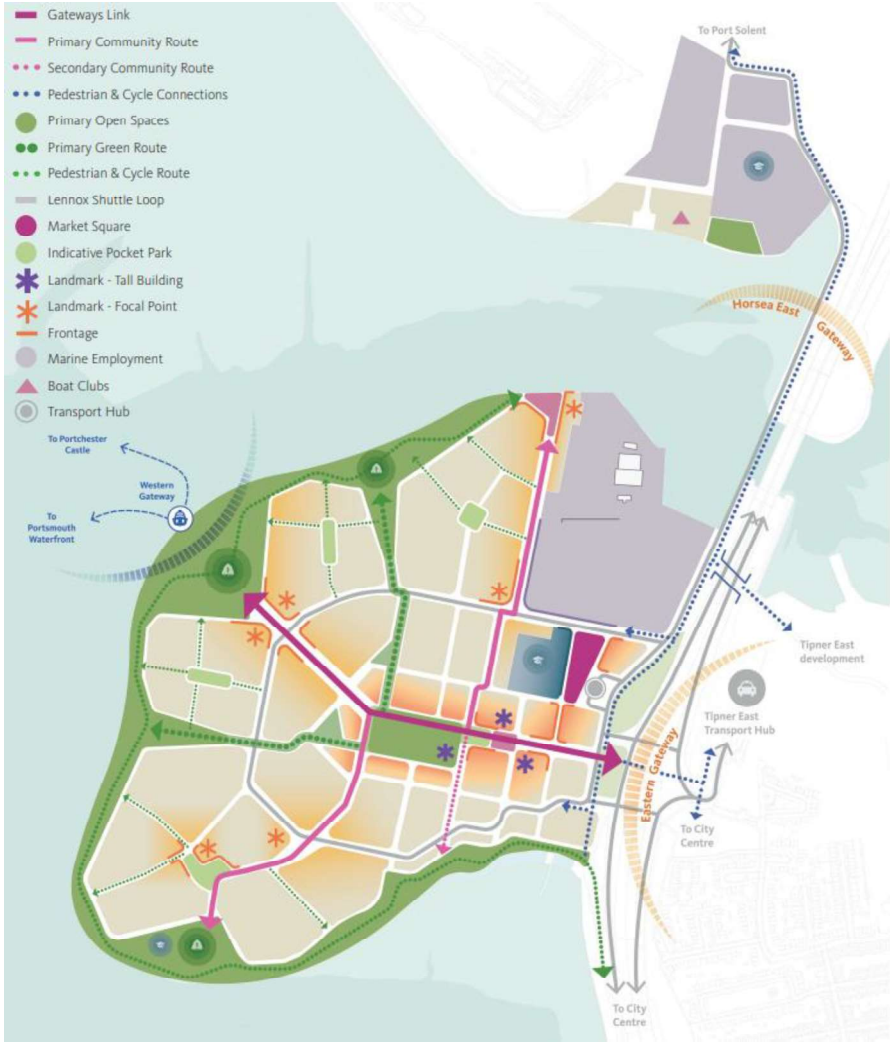 Gateways Link
Primary Community Route
Secondary Community Route
Pedestrian & Cycle Connections
Primary Open Spaces
Primary Green Route
Pedestrian & Cycle Route
Lennox Shuttle Loop
Market Square
Indicative Pocket Park
Landmark - Tall Building
Landmark - Focal Point
Frontage
Marine Employment
Boat Clubs
Transport Hub
To Port Solent
Horsea East
Gateway
To Portchester
Castle
Western
Gateway
To
Portsmouth
Waterfront
Tipner East
development
Tipner East
Transport Hub
Eastern Gateway
To City
Centre
To City
Centre